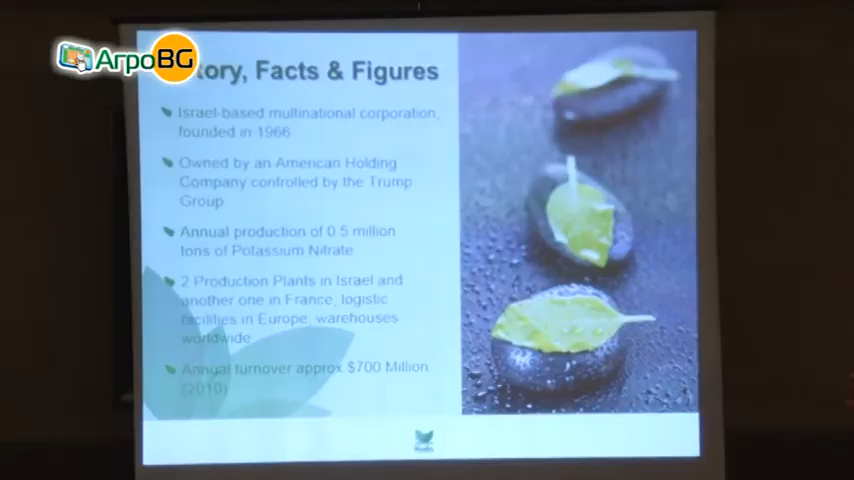 АгроBG
tory, Facts & Figures
Israel-based multinational corporation,
founded in 1966
Owned by an American Holding
Company controlled by the Trump
Group
Annual production of 0.5 million
tons of Potassium Nitrate
2 Production Plants in Israel and
another one in France, logistic
facilities in Europe, warehouses
worldwide
Annual turnover approx $700 Million
(2010)